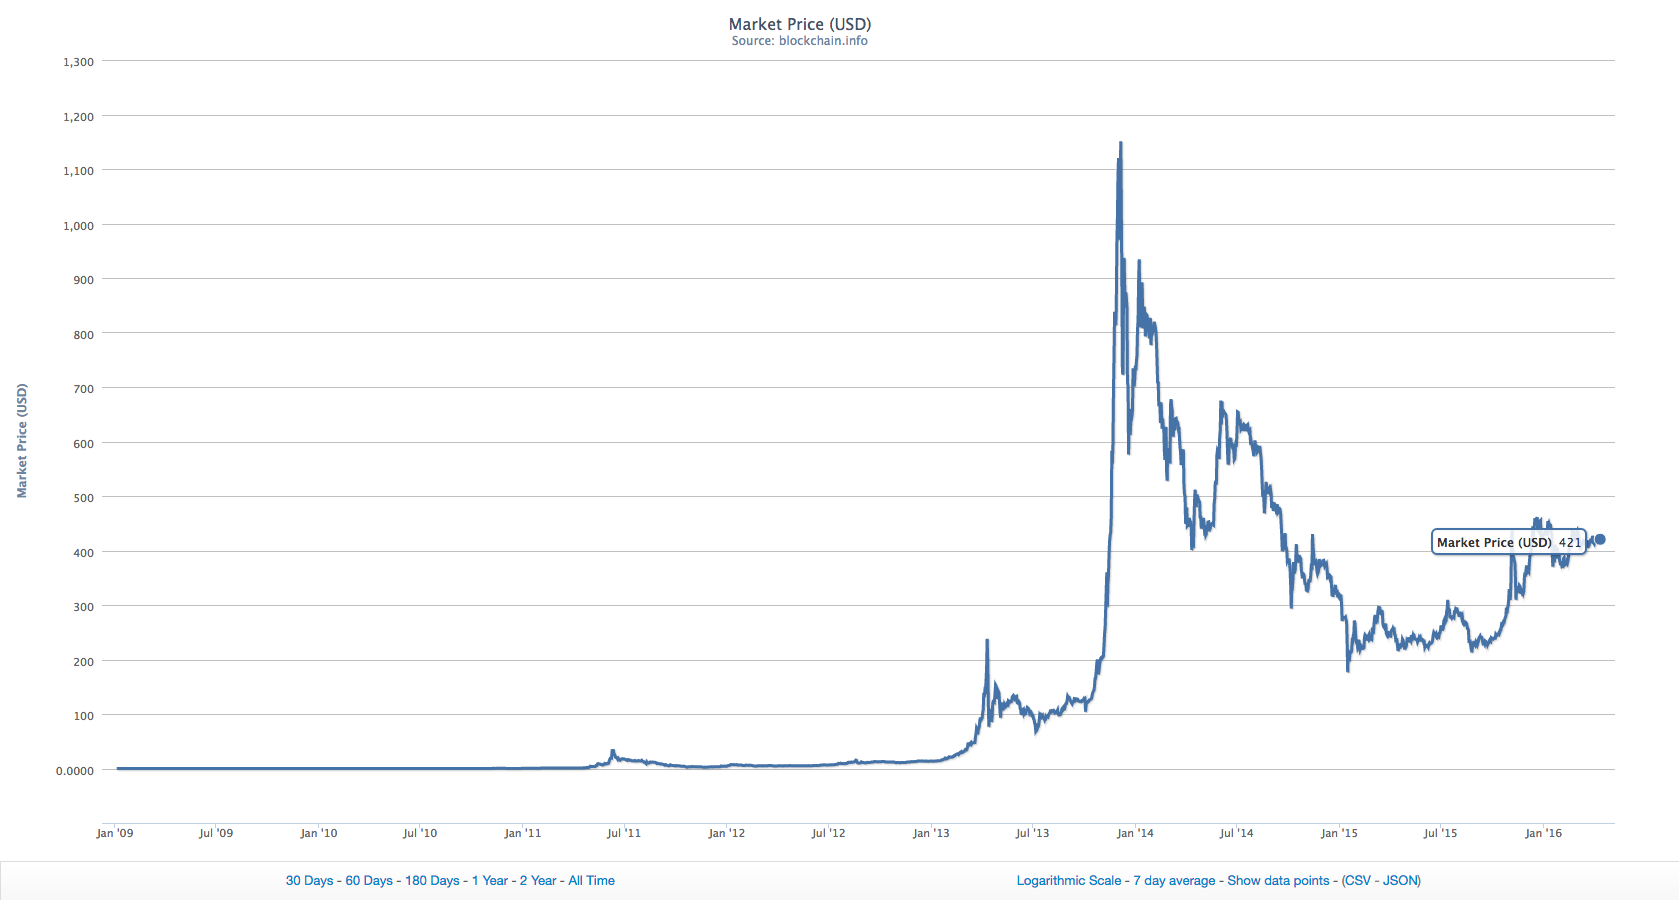 Market Price (USD)
Source: blockchain.info
1,300
1,200
1,100
1,000
900
800
700
600
500
400
300
200
100
0.0000
Market Price (USD)
Market Price (USD) 421
Jan '09 Jul '09 Jan '10 Jul '10 Jan '11 Jul '11 Jan '12 Jul '12 Jan '13 Jul '13 Jan '14 Jul '14 Jan '15 Jul '15 Jan '16
30 Days - 60 Days - 180 Days - 1 Year - 2 Year - All Time
Logarithmic Scale - 7 day average - Show data points - (CSV - JSON)